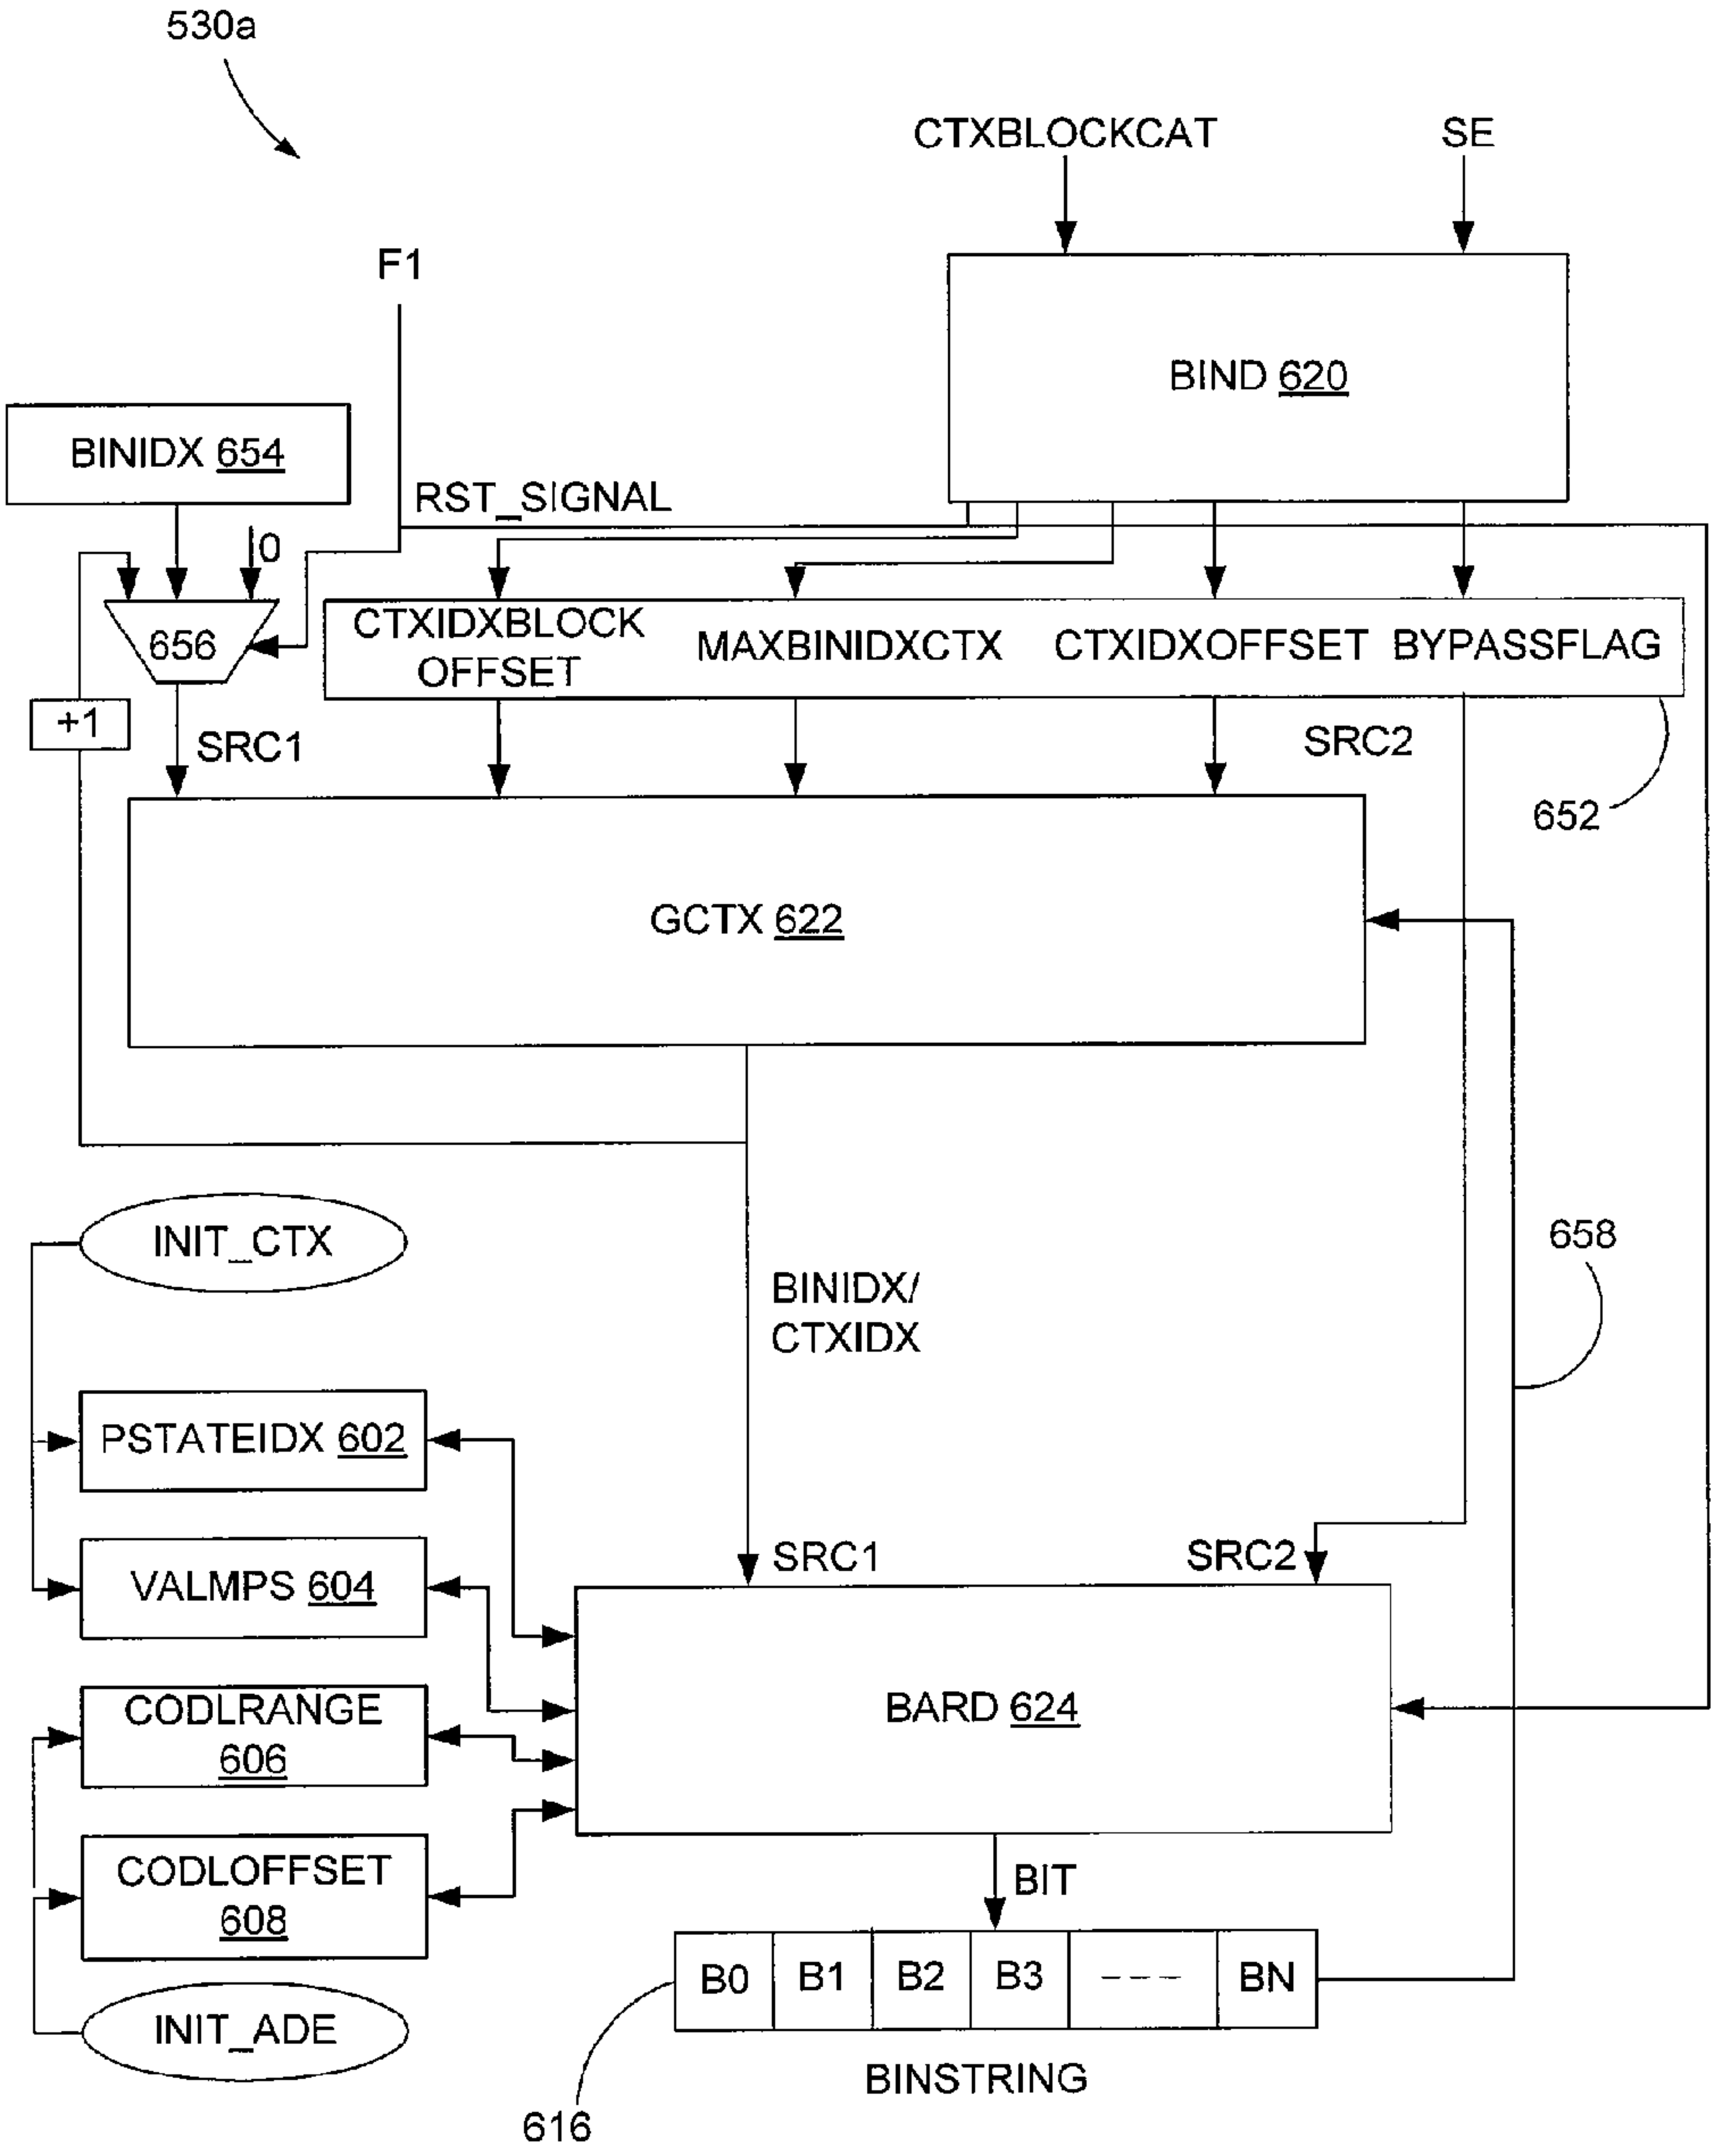 530a
CTXBLOCKCAT
SE
F1
BIND 620
BINIDX 654
RST_SIGNAL
0
656
CTXIDXBLOCK
OFFSET
MAXBINIDXCTX
CTXIDXOFFSET
BYPASSFLAG
+1
SRC1
SRC2
652
GCTX 622
INIT_CTX
BINIDX/
CTXIDX
658
PSTATEIDX 602
VALMPS 604
SRC1
SRC2
CODLRANGE
606
BARD 624
CODLOFFSET
608
BIT
B0
B1
B2
B3
----
BN
INIT_ADE
BINSTRING
616